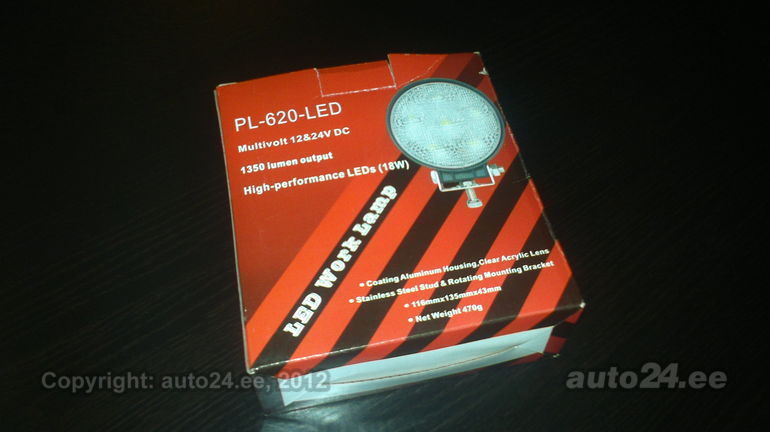 PL-620-LED
Multivolt 12&24V DC
1350 lumen output
High-performance LEDs (18W)
LED Work Lamp
• Coating Aluminum Housing,Clear Acrylic Lens
• Stainless Steel Stud & Rotating Mounting Bracket
• 116mmx135mmx43mm
• Net Weight 470g
Copyright: auto24.ee, 2012
auto24.ee